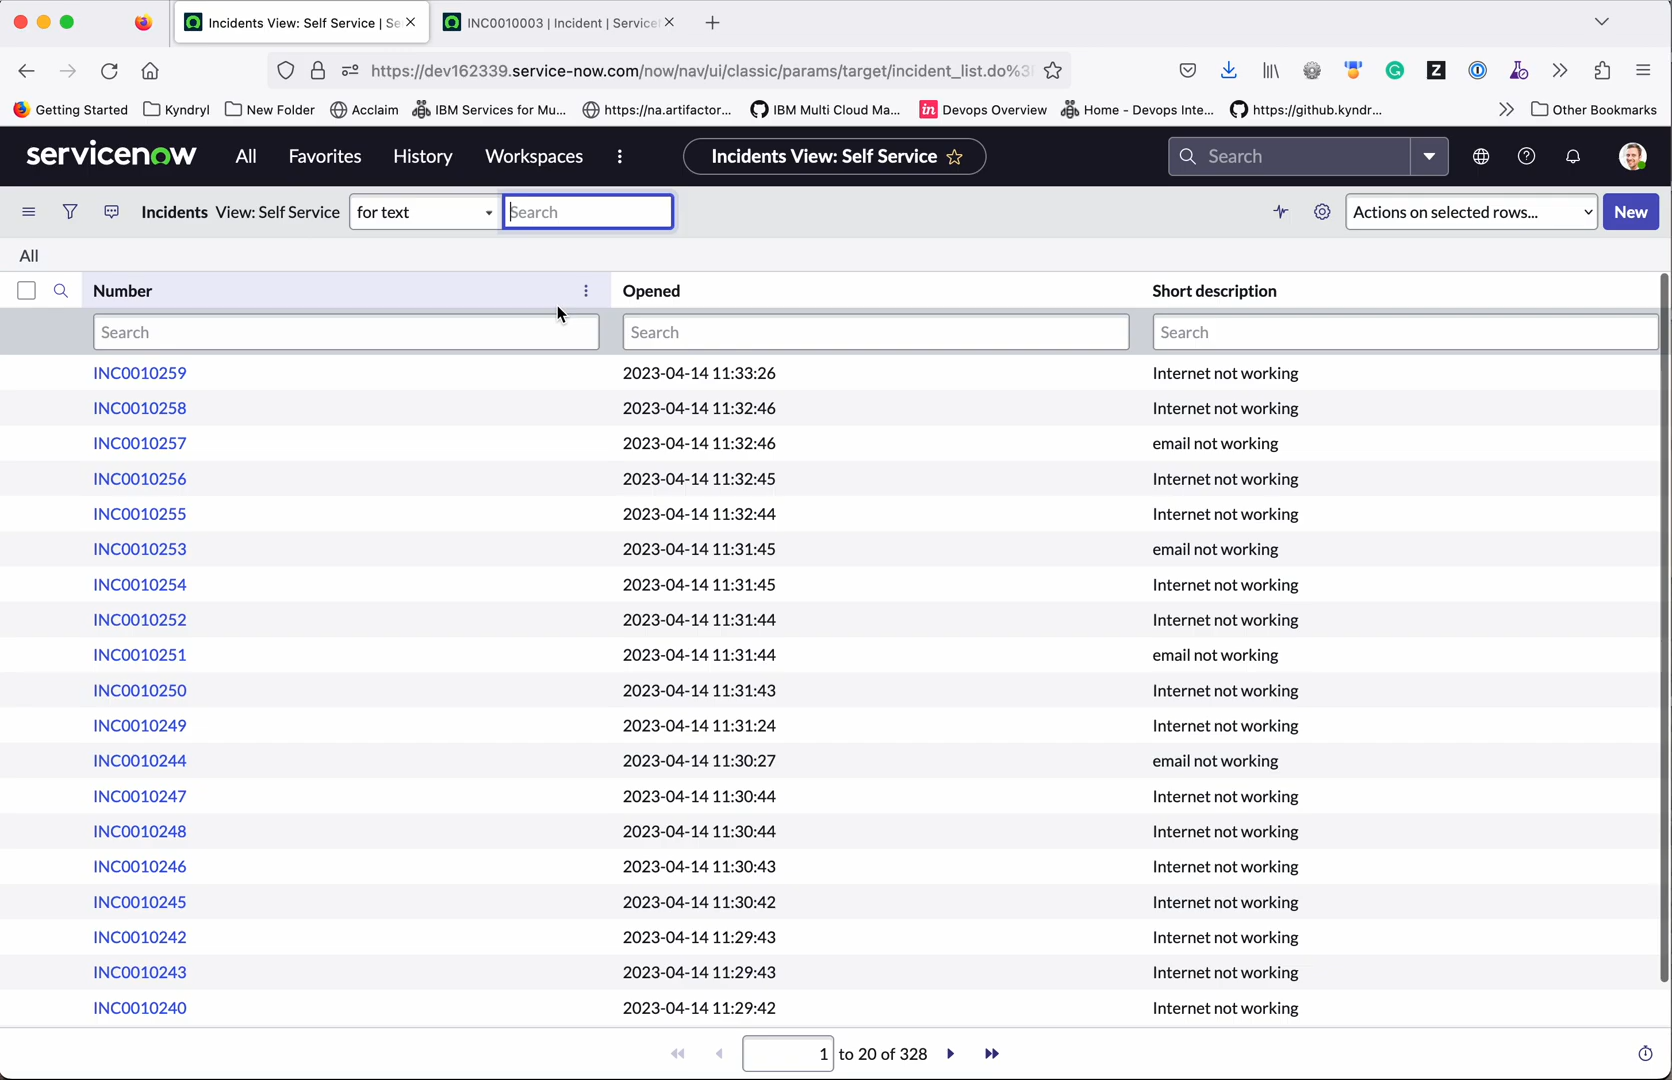 Incidents View: Self Service | Se
INC0010003 | Incident | Service
https://dev162339.service-now.com/now/nav/ui/classic/params/target/incident_list.do%3
Getting Started Kyndryl New Folder Acclaim IBM Services for Mu... https://na.artifactor... IBM Multi Cloud Ma... in Devops Overview Home - Devops Inte... https://github.kyndr... Other Bookmarks
servicenow All Favorites History Workspaces Incidents View: Self Service Search
Incidents View: Self Service for text Search Actions on selected rows... New
All
Number Opened Short description
Search Search Search
INC0010259 2023-04-14 11:33:26 Internet not working
INC0010258 2023-04-14 11:32:46 Internet not working
INC0010257 2023-04-14 11:32:46 email not working
INC0010256 2023-04-14 11:32:45 Internet not working
INC0010255 2023-04-14 11:32:44 Internet not working
INC0010253 2023-04-14 11:31:45 email not working
INC0010254 2023-04-14 11:31:45 Internet not working
INC0010252 2023-04-14 11:31:44 Internet not working
INC0010251 2023-04-14 11:31:44 email not working
INC0010250 2023-04-14 11:31:43 Internet not working
INC0010249 2023-04-14 11:31:24 Internet not working
INC0010244 2023-04-14 11:30:27 email not working
INC0010247 2023-04-14 11:30:44 Internet not working
INC0010248 2023-04-14 11:30:44 Internet not working
INC0010246 2023-04-14 11:30:43 Internet not working
INC0010245 2023-04-14 11:30:42 Internet not working
INC0010242 2023-04-14 11:29:43 Internet not working
INC0010243 2023-04-14 11:29:43 Internet not working
INC0010240 2023-04-14 11:29:42 Internet not working
1 to 20 of 328